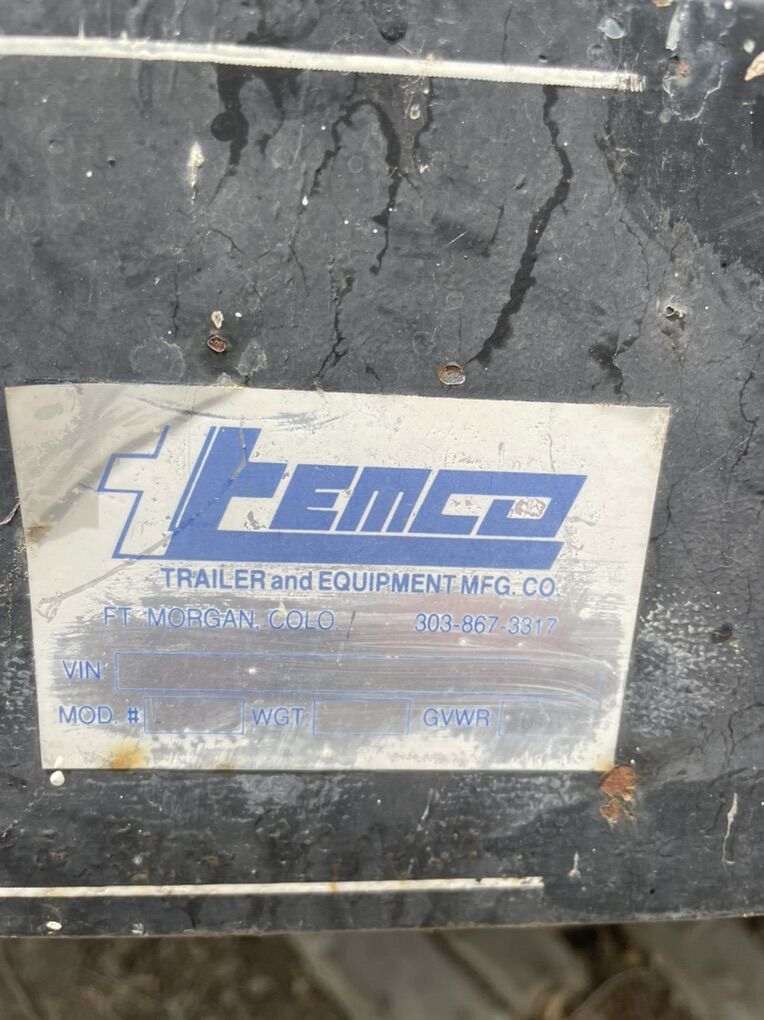 temco
TRAILER and EQUIPMENT MFG. CO.
FT. MORGAN, COLO. 303-867-3317
VIN
MOD. # WGT. GVWR